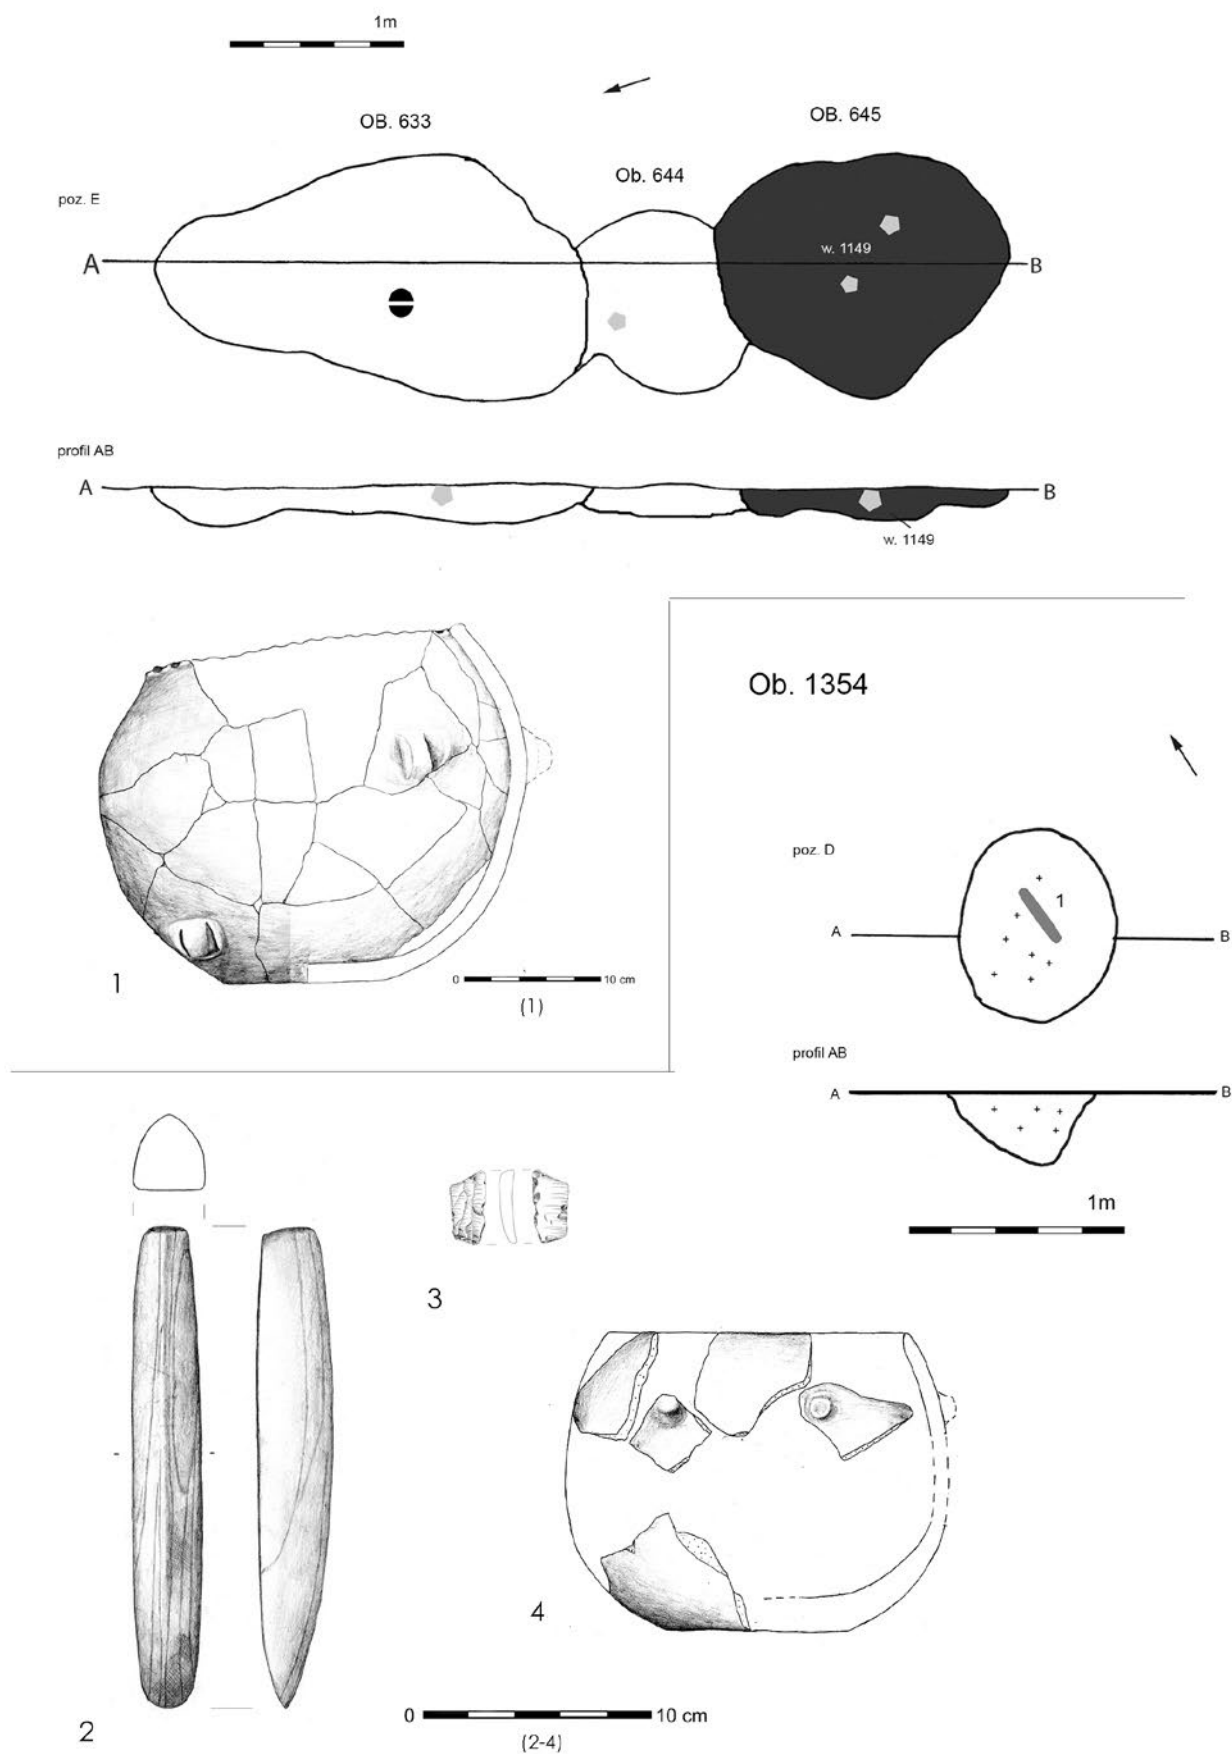 1m
OB. 633
OB. 645
Ob. 644
poz. E
w. 1149
A
B
profil AB
A
B
w. 1149
Ob. 1354
poz. D
1
A
B
1
0
10 cm
(1)
profil AB
A
B
1m
3
4
2
0
10 cm
(2-4)